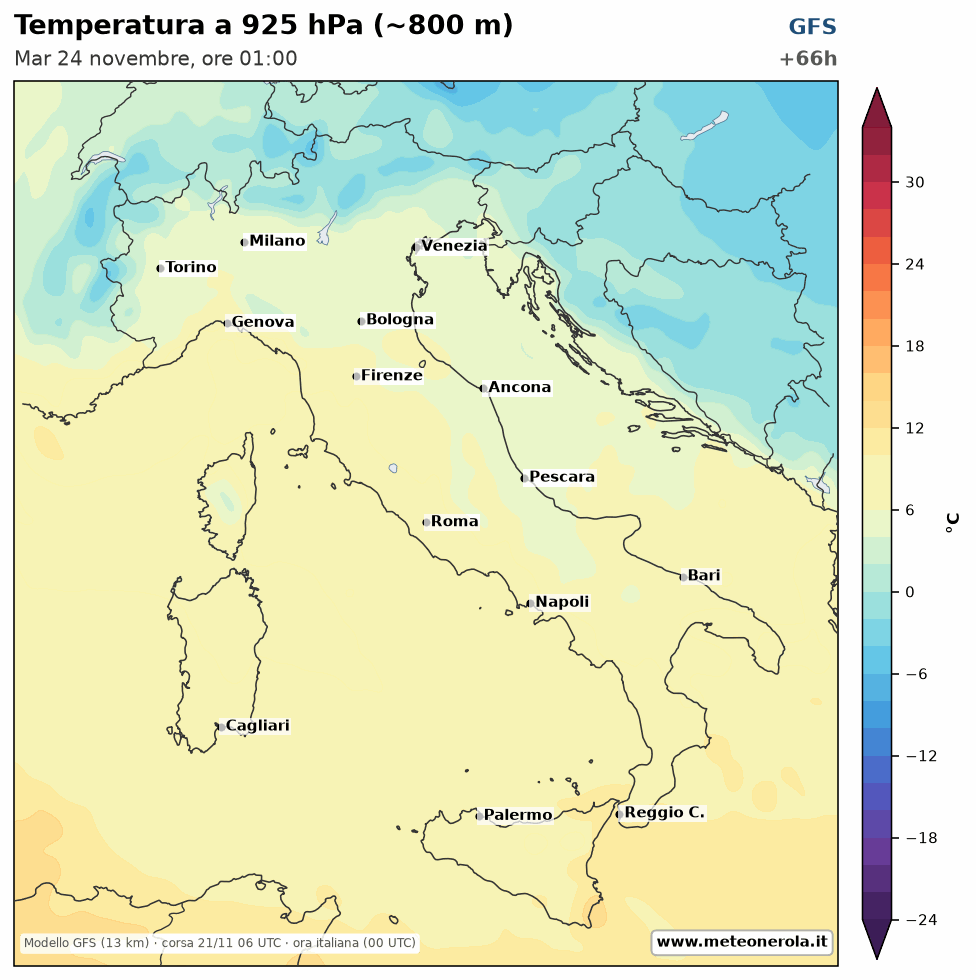 Temperatura a 925 hPa (~800 m)
GFS
Mar 24 novembre, ore 01:00
+66h
Milano
Venezia
Torino
Genova
Bologna
Firenze
Ancona
Pescara
Roma
Bari
Napoli
Cagliari
Palermo
Reggio C.
30
24
18
12
6
0
−6
−12
−18
−24
°C
Modello GFS (13 km) · corsa 21/11 06 UTC · ora italiana (00 UTC)
www.meteonerola.it